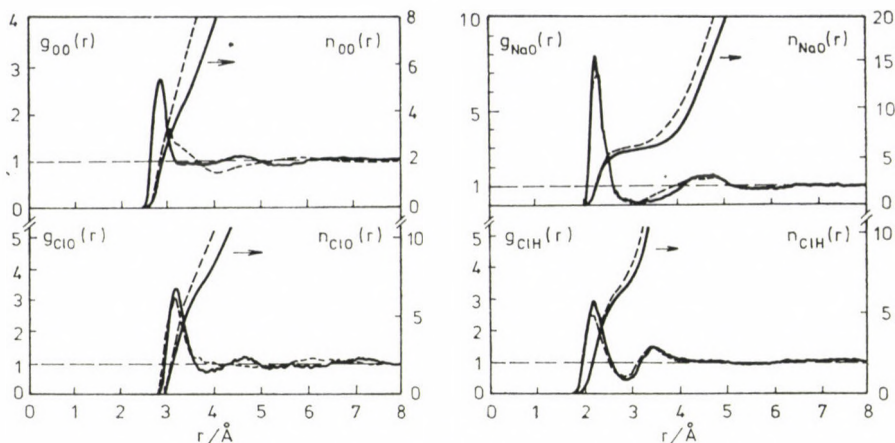 g_OO(r) n_OO(r)
4 3 2 1 0
8 6 4 2 0
g_NaO(r) n_NaO(r)
10 5 1
20 15 10 5 0
g_ClO(r) n_ClO(r)
5 4 3 2 1 0
10 5 0
g_ClH(r) n_ClH(r)
5 4 3 2 1 0
10 5 0
0 1 2 3 4 5 6 7 8
r/Å
0 1 2 3 4 5 6 7 8
r/Å